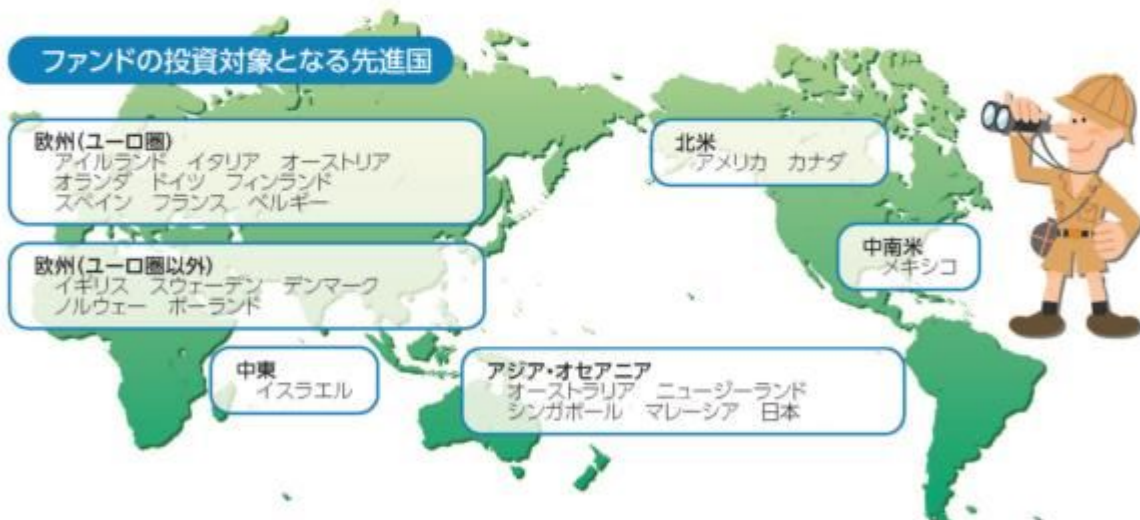 ファンドの投資対象となる先進国
欧州(ユーロ圏)
アイルランド イタリア オーストリア
オランダ ドイツ フィンランド
スペイン フランス ベルギー
欧州(ユーロ圏以外)
イギリス スウェーデン デンマーク
ノルウェー ポーランド
中東
イスラエル
アジア・オセアニア
オーストラリア ニュージーランド
シンガポール マレーシア 日本
北米
アメリカ カナダ
中南米
メキシコ